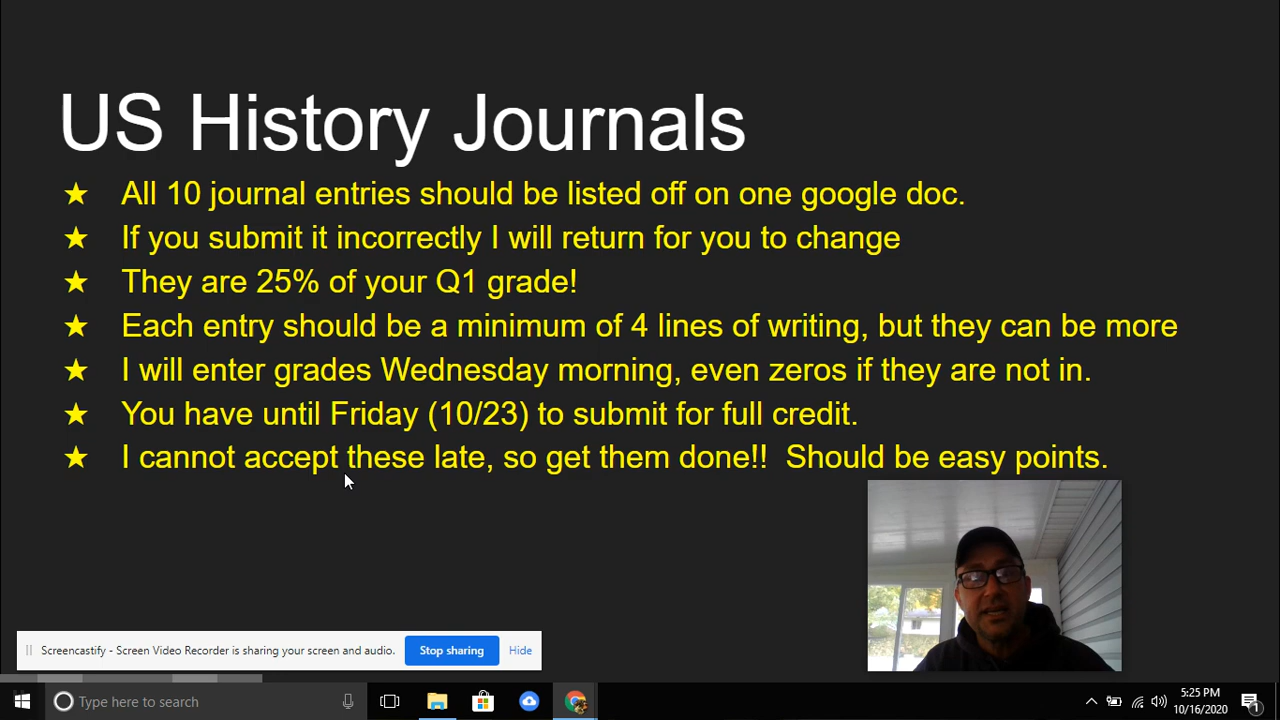 US History Journals
★ All 10 journal entries should be listed off on one google doc.
★ If you submit it incorrectly I will return for you to change
★ They are 25% of your Q1 grade!
★ Each entry should be a minimum of 4 lines of writing, but they can be more
★ I will enter grades Wednesday morning, even zeros if they are not in.
★ You have until Friday (10/23) to submit for full credit.
★ I cannot accept these late, so get them done!! Should be easy points.
Screencastify - Screen Video Recorder is sharing your screen and audio. Stop sharing Hide
Type here to search
5:25 PM
10/16/2020
1